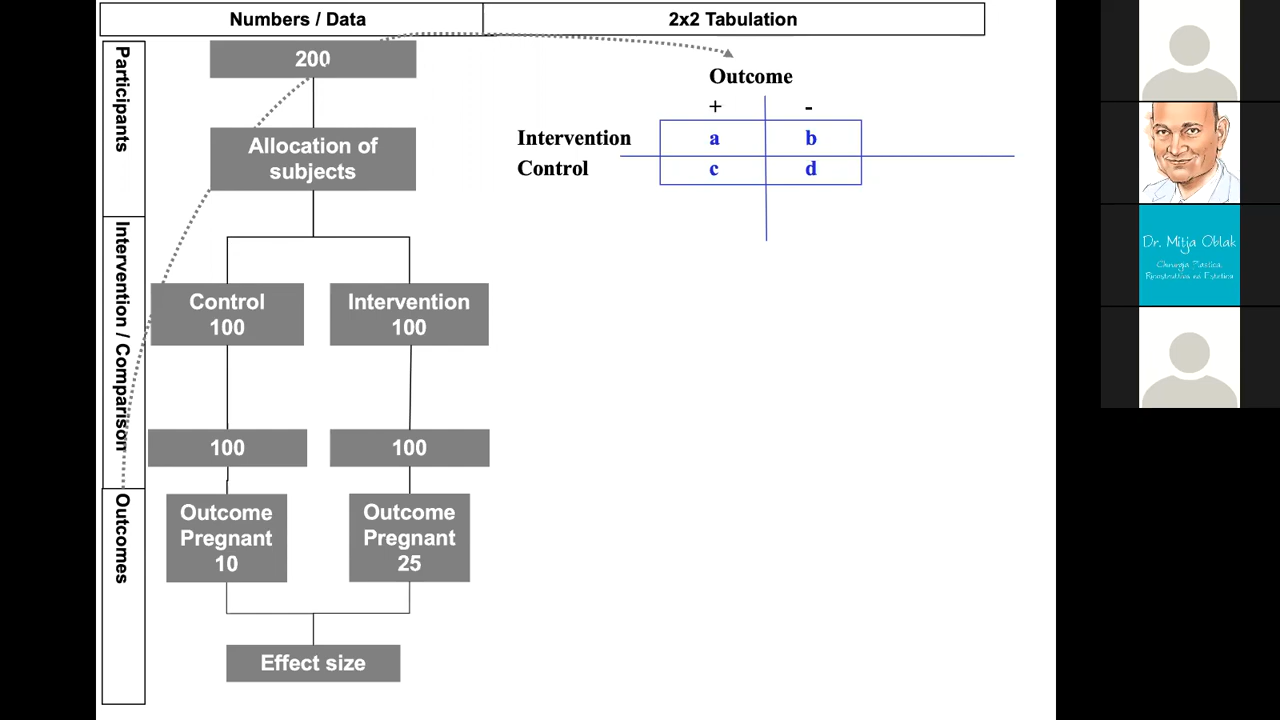 Numbers / Data
2x2 Tabulation
Participants
200
Allocation of
subjects
Outcome
+ -
Intervention a b
Control c d
Intervention / Comparison
Control
100
Intervention
100
100
100
Outcomes
Outcome
Pregnant
10
Outcome
Pregnant
25
Effect size
Dr. Mitja Oblak